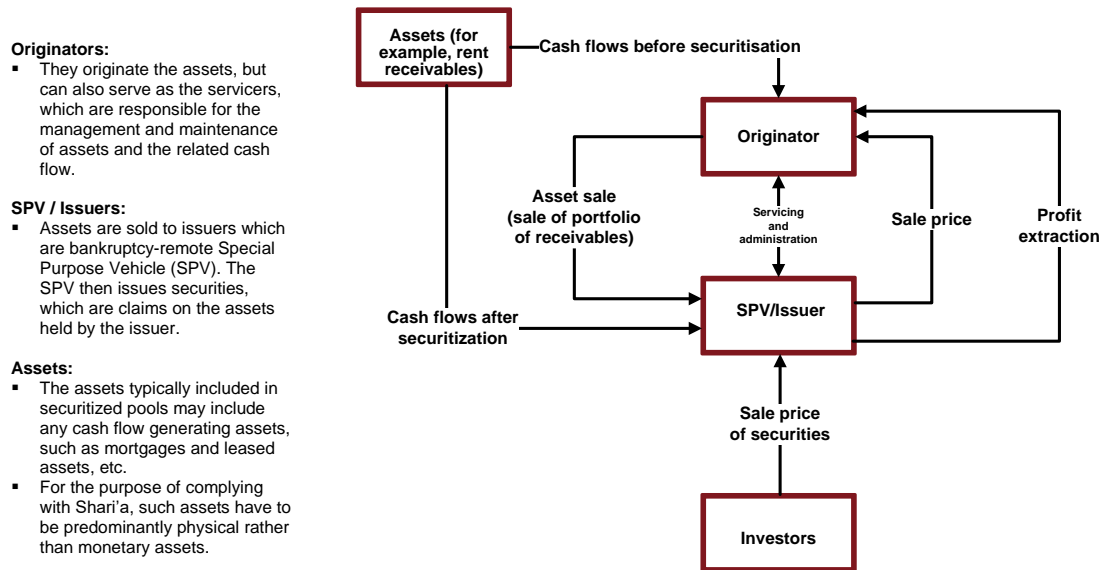 Originators:
▪ They originate the assets, but
can also serve as the servicers,
which are responsible for the
management and maintenance
of assets and the related cash
flow.
SPV / Issuers:
▪ Assets are sold to issuers which
are bankruptcy-remote Special
Purpose Vehicle (SPV). The
SPV then issues securities,
which are claims on the assets
held by the issuer.
Assets:
▪ The assets typically included in
securitized pools may include
any cash flow generating assets,
such as mortgages and leased
assets, etc.
▪ For the purpose of complying
with Shari’a, such assets have to
be predominantly physical rather
than monetary assets.
Assets (for
example, rent
receivables)
Cash flows before securitisation
Originator
Asset sale
(sale of portfolio
of receivables)
Servicing
and
administration
Sale price
Profit
extraction
SPV/Issuer
Cash flows after
securitization
Sale price
of securities
Investors